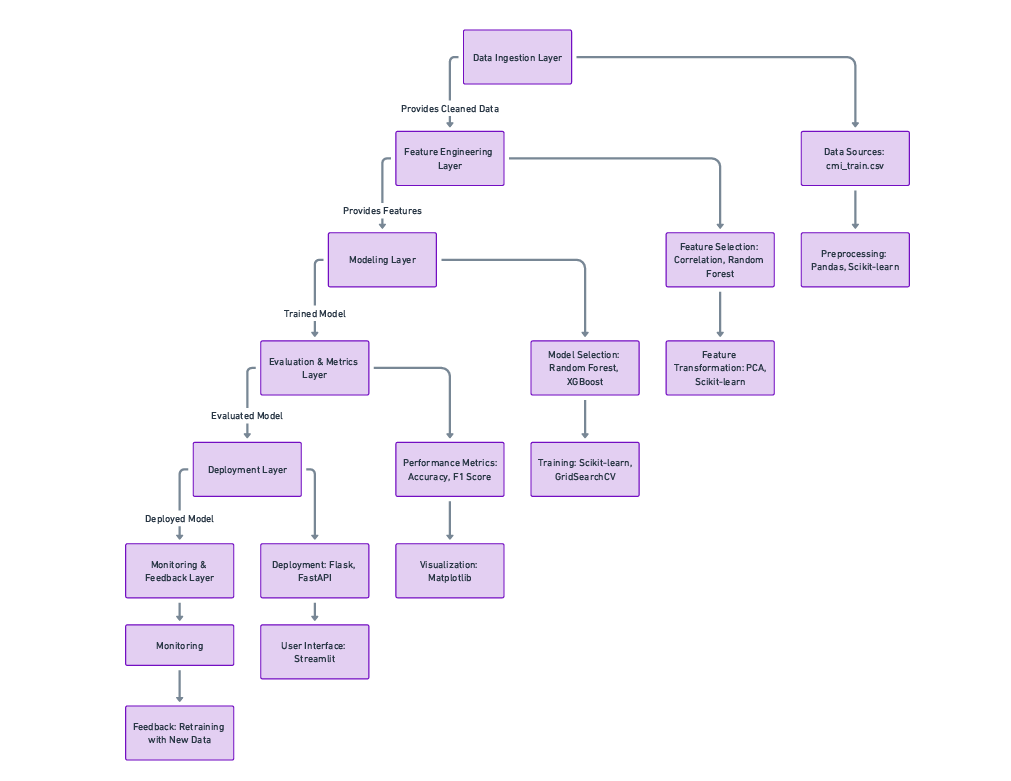 Data Ingestion Layer
Provides Cleaned Data
Feature Engineering
Layer
Data Sources:
cmi_train.csv
Provides Features
Modeling Layer
Feature Selection:
Correlation, Random
Forest
Preprocessing:
Pandas, Scikit-learn
Trained Model
Evaluation & Metrics
Layer
Model Selection:
Random Forest,
XGBoost
Feature
Transformation: PCA,
Scikit-learn
Evaluated Model
Deployment Layer
Performance Metrics:
Accuracy, F1 Score
Training: Scikit-learn,
GridSearchCV
Deployed Model
Monitoring &
Feedback Layer
Deployment: Flask,
FastAPI
Visualization:
Matplotlib
Monitoring
User Interface:
Streamlit
Feedback: Retraining
with New Data